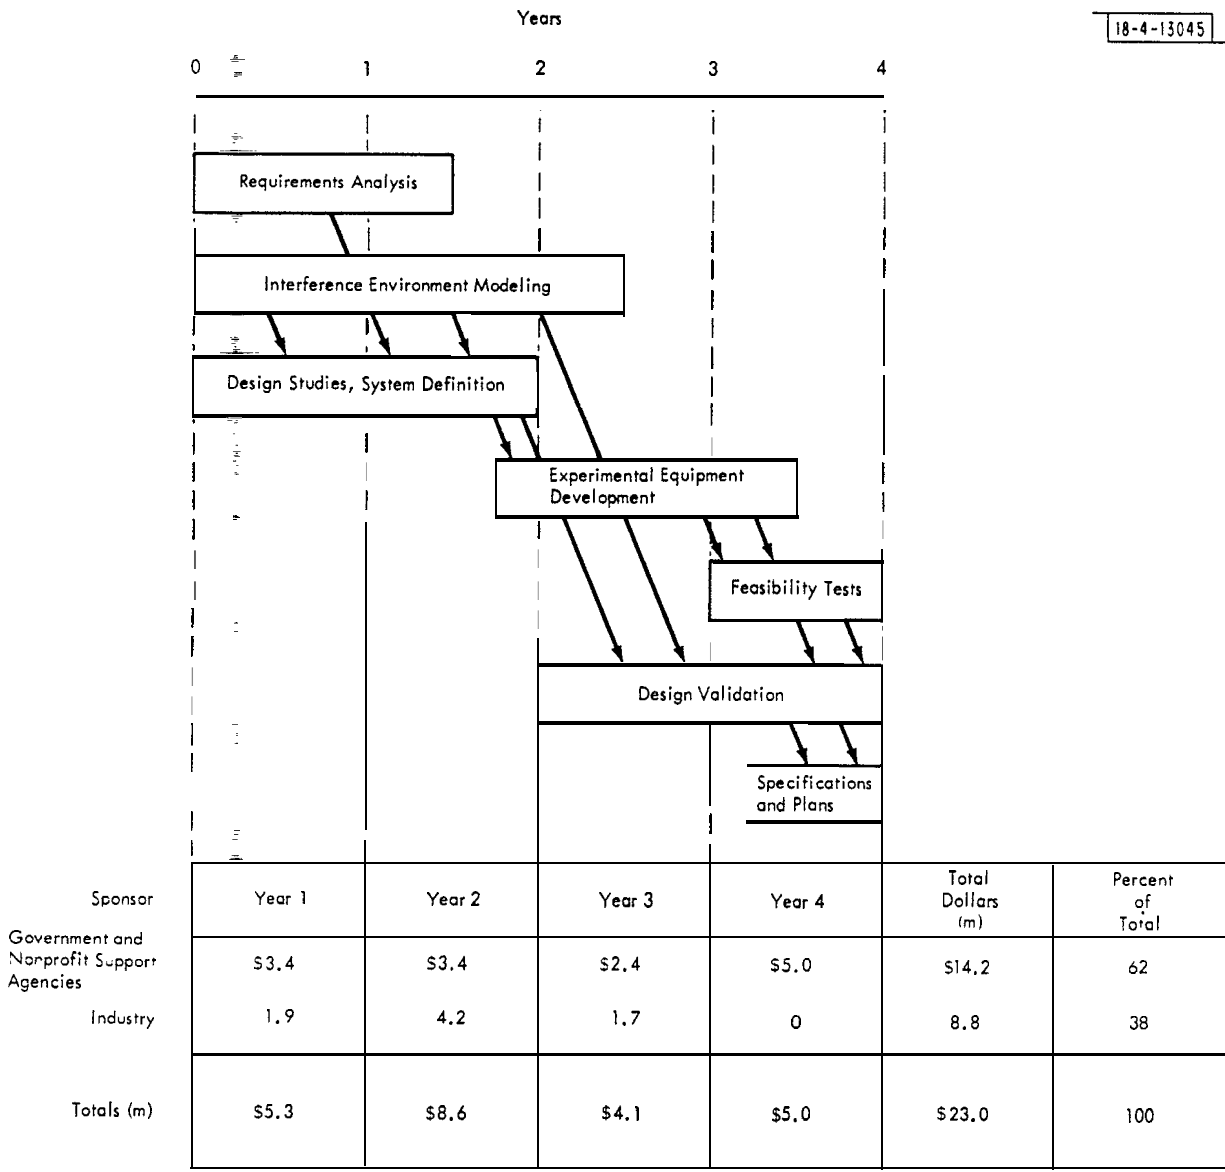 Years
18-4-13045
0 1 2 3 4
Requirements Analysis
Interference Environment Modeling
Design Studies, System Definition
Experimental Equipment
Development
Feasibility Tests
Design Validation
Specifications
and Plans
Sponsor Year 1 Year 2 Year 3 Year 4 Total Dollars (m) Percent of Total
Government and
Nonprofit Support
Agencies $3.4 $3.4 $2.4 $5.0 $14.2 62
Industry 1.9 4.2 1.7 0 8.8 38
Totals (m) $5.3 $8.6 $4.1 $5.0 $23.0 100